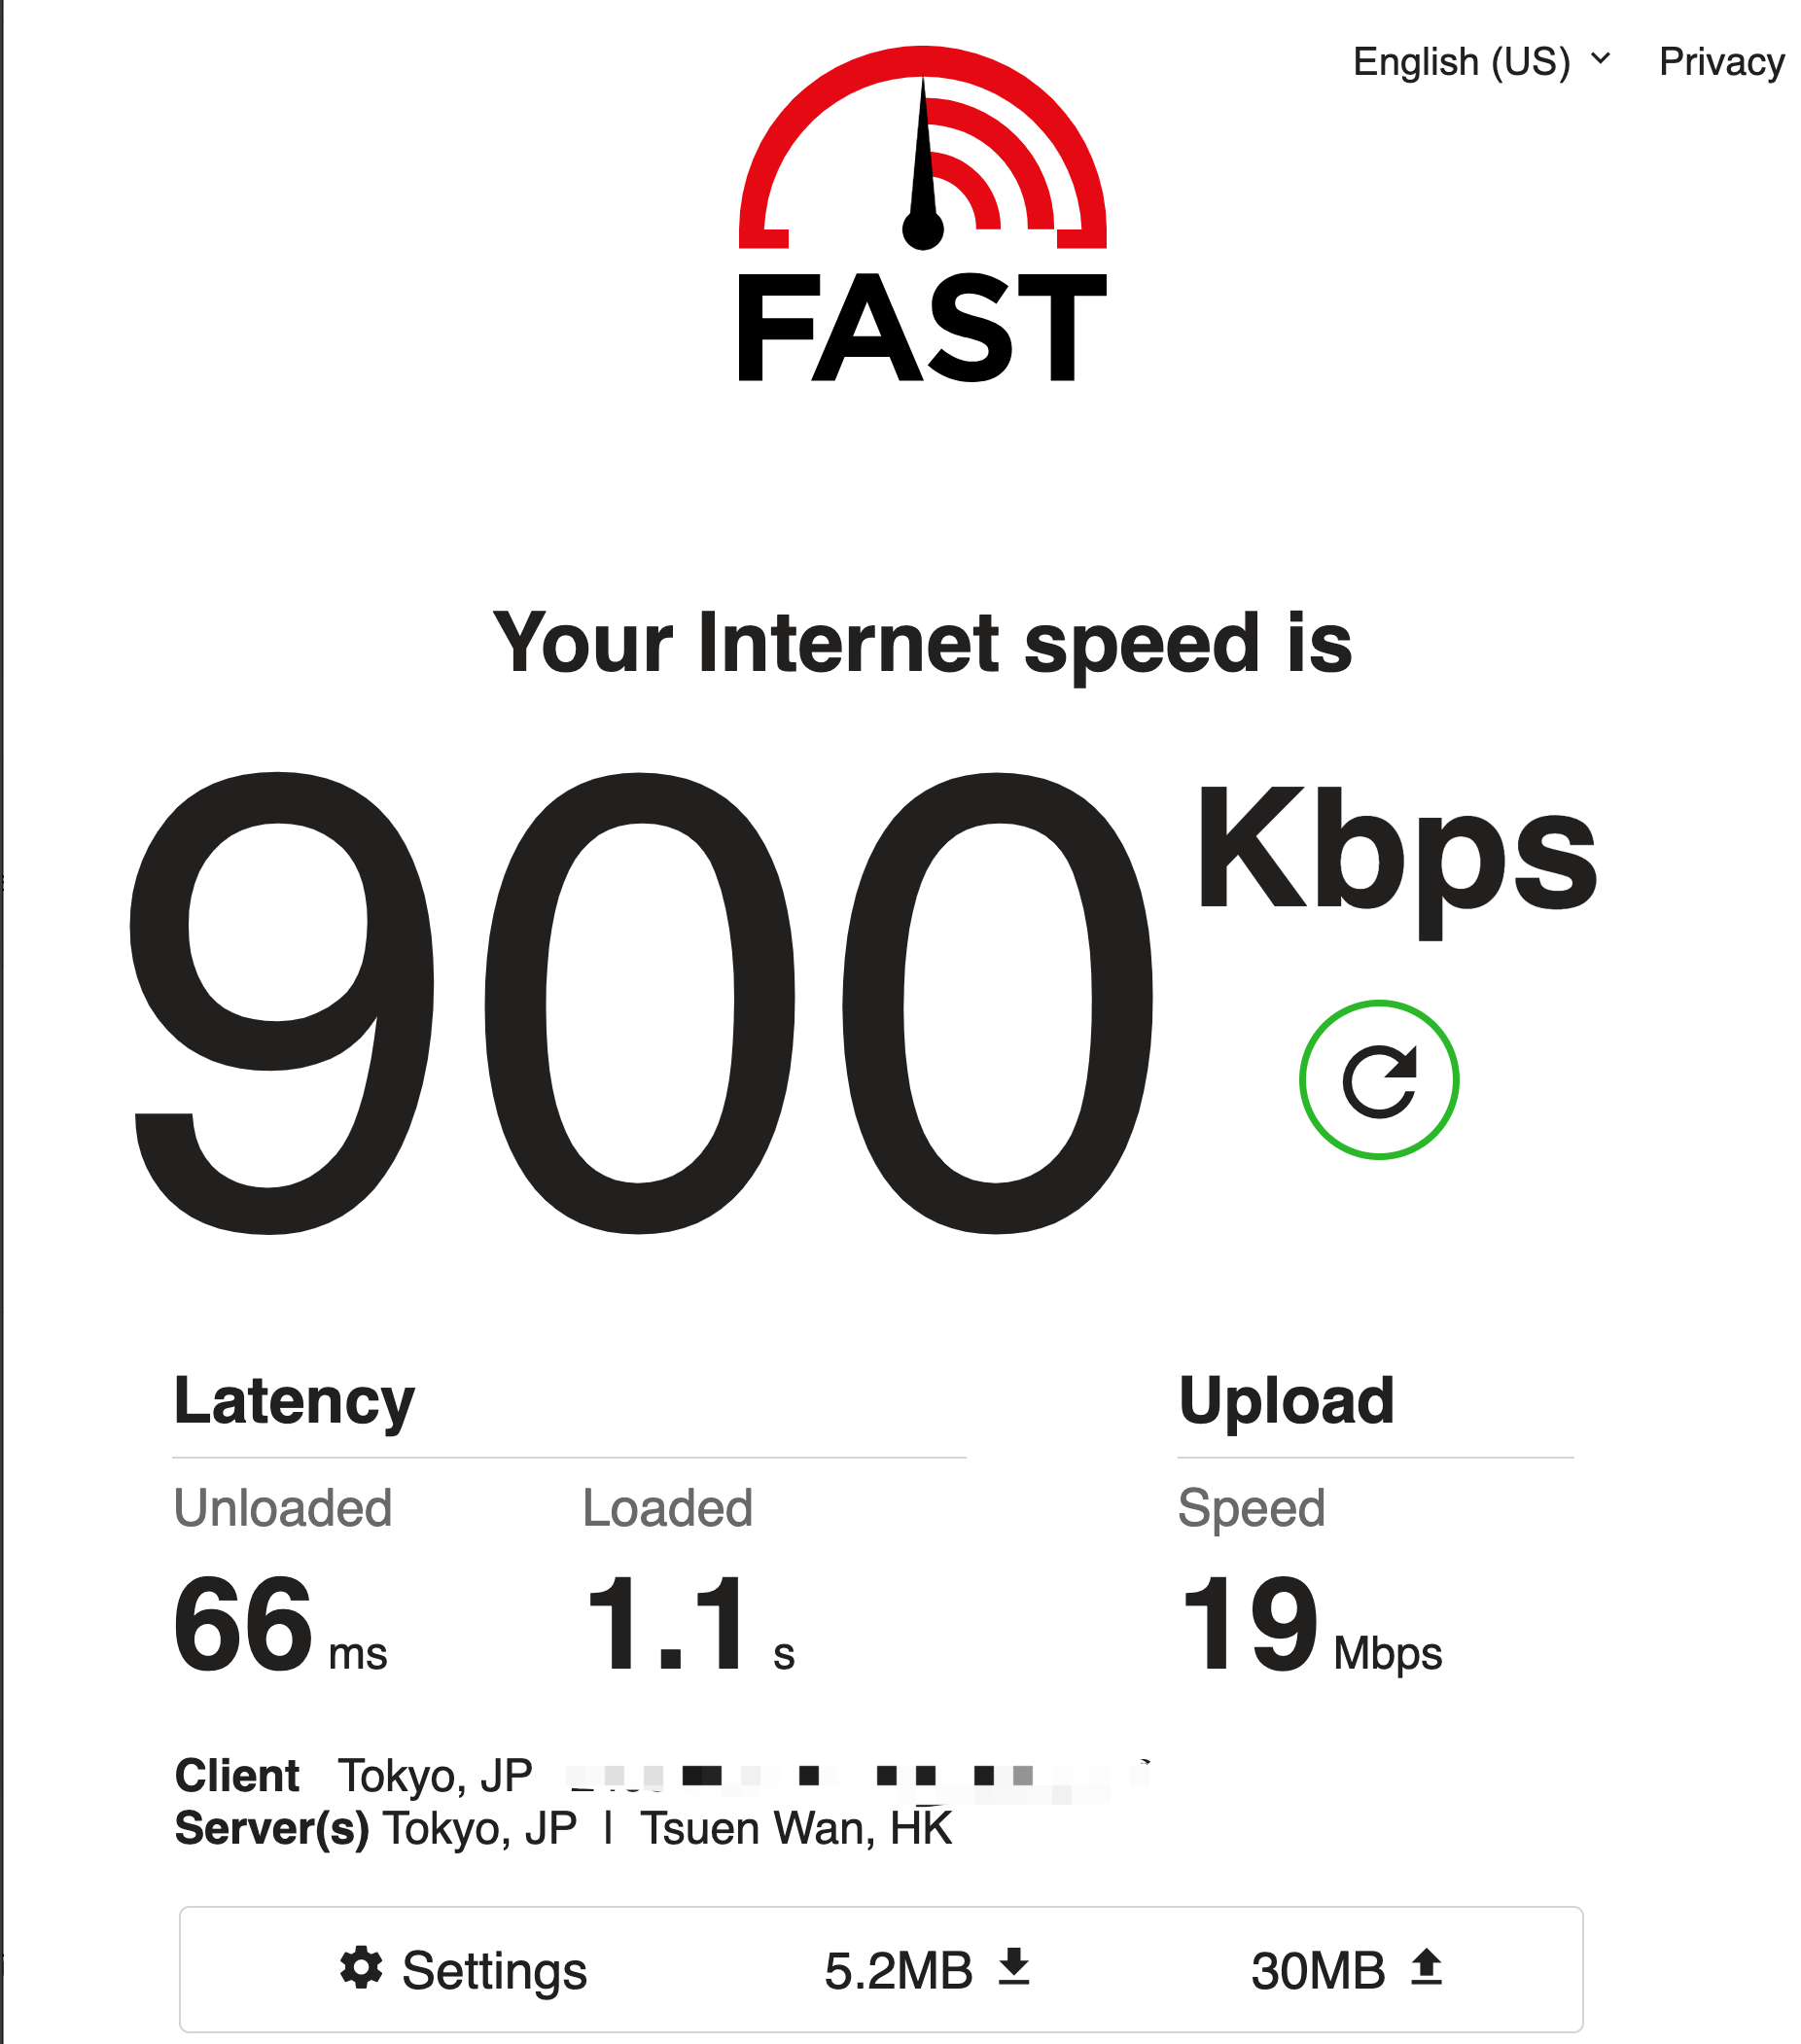 English (US) Privacy
FAST
Your Internet speed is
900 Kbps
Latency Upload
Unloaded Loaded Speed
66 ms 1.1 s 19 Mbps
Client Tokyo, JP
Server(s) Tokyo, JP | Tsuen Wan, HK
Settings 5.2MB 30MB